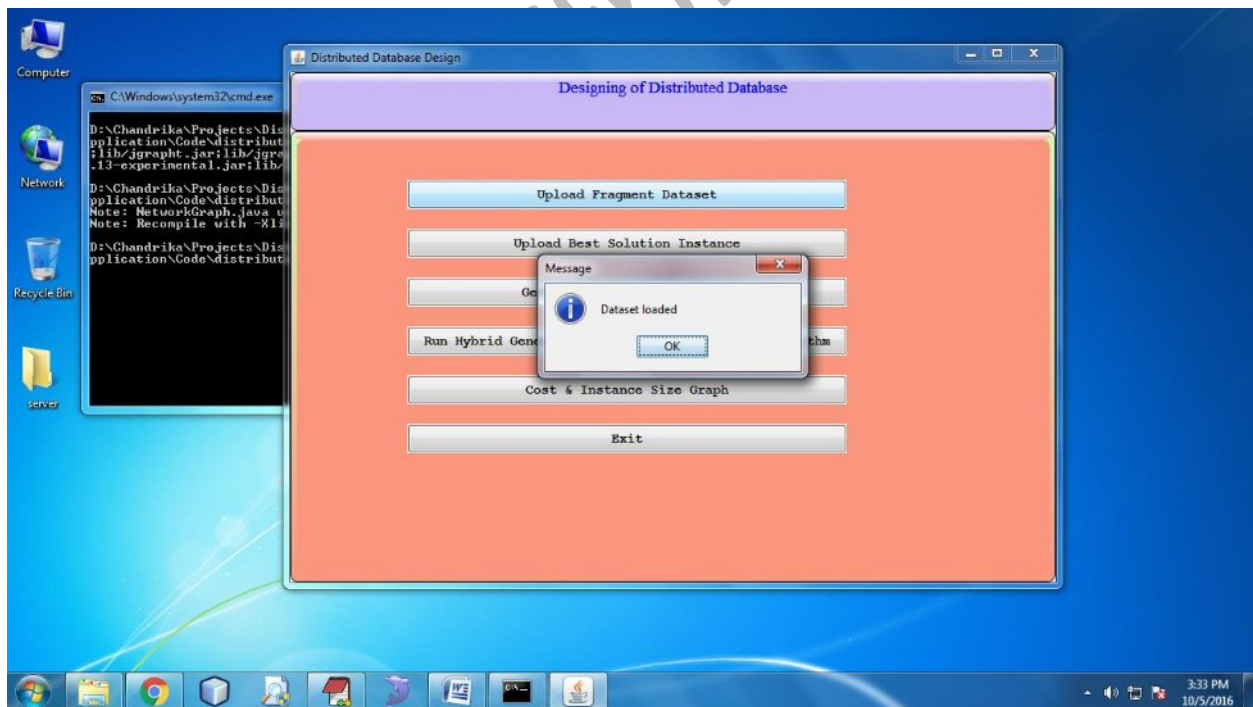 Computer
Network
Recycle Bin
server
C:\Windows\system32\cmd.exe
D:\Chandrika\Projects\Dis
pplication\Code\distribut
;lib/jgrapht.jar;lib/jgra
.13-experimental.jar;lib/
D:\Chandrika\Projects\Dis
pplication\Code\distribut
Note: NetworkGraph.java u
Note: Recompile with -Xli
D:\Chandrika\Projects\Dis
pplication\Code\distribut
Distributed Database Design
Designing of Distributed Database
Upload Fragment Dataset
Upload Best Solution Instance
Ge
Run Hybrid Gene
thm
Message
Dataset loaded
OK
Cost & Instance Size Graph
Exit
3:33 PM
10/5/2016